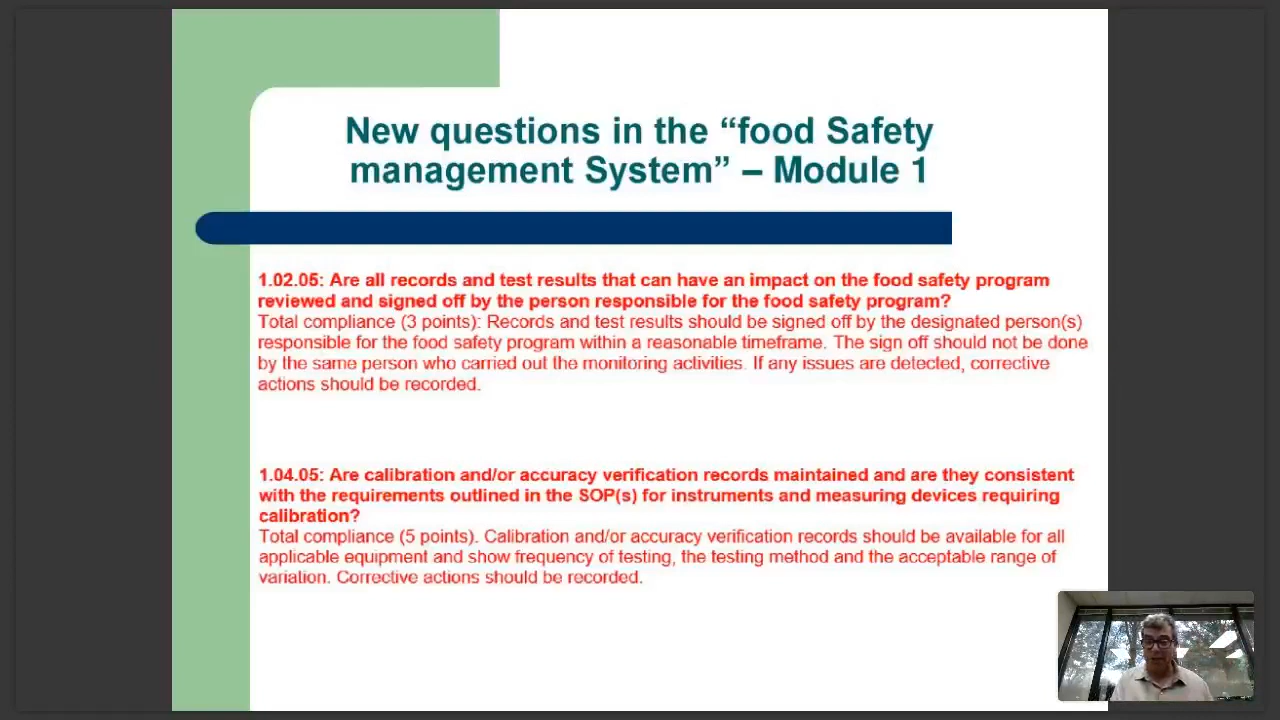 New questions in the “food Safety
management System” – Module 1
1.02.05: Are all records and test results that can have an impact on the food safety program
reviewed and signed off by the person responsible for the food safety program?
Total compliance (3 points): Records and test results should be signed off by the designated person(s)
responsible for the food safety program within a reasonable timeframe. The sign off should not be done
by the same person who carried out the monitoring activities. If any issues are detected, corrective
actions should be recorded.
1.04.05: Are calibration and/or accuracy verification records maintained and are they consistent
with the requirements outlined in the SOP(s) for instruments and measuring devices requiring
calibration?
Total compliance (5 points). Calibration and/or accuracy verification records should be available for all
applicable equipment and show frequency of testing, the testing method and the acceptable range of
variation. Corrective actions should be recorded.